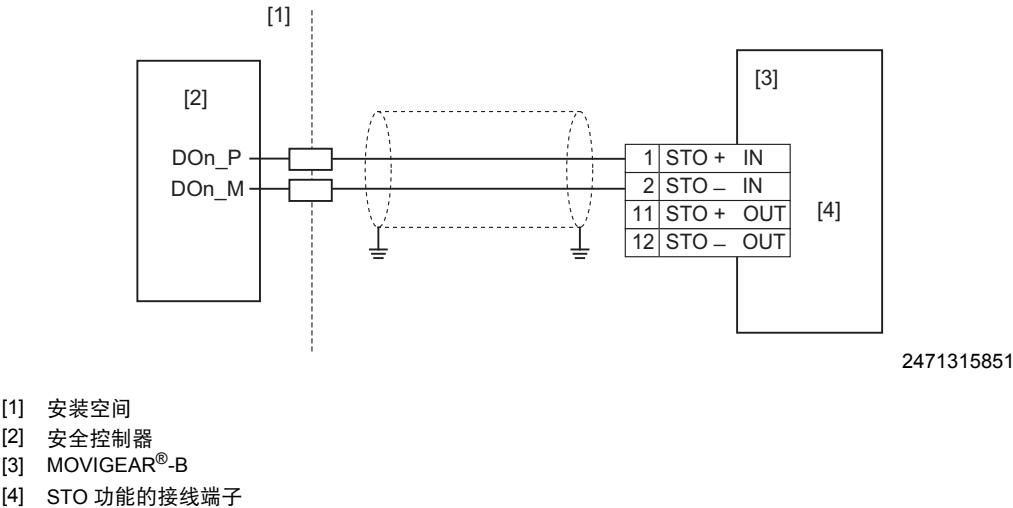 [1]
[2]
[3]
DOn_P
DOn_M
1 STO + IN
2 STO – IN
11 STO + OUT
12 STO – OUT
[4]
2471315851
[1] 安装空间
[2] 安全控制器
[3] MOVIGEAR®-B
[4] STO 功能的接线端子